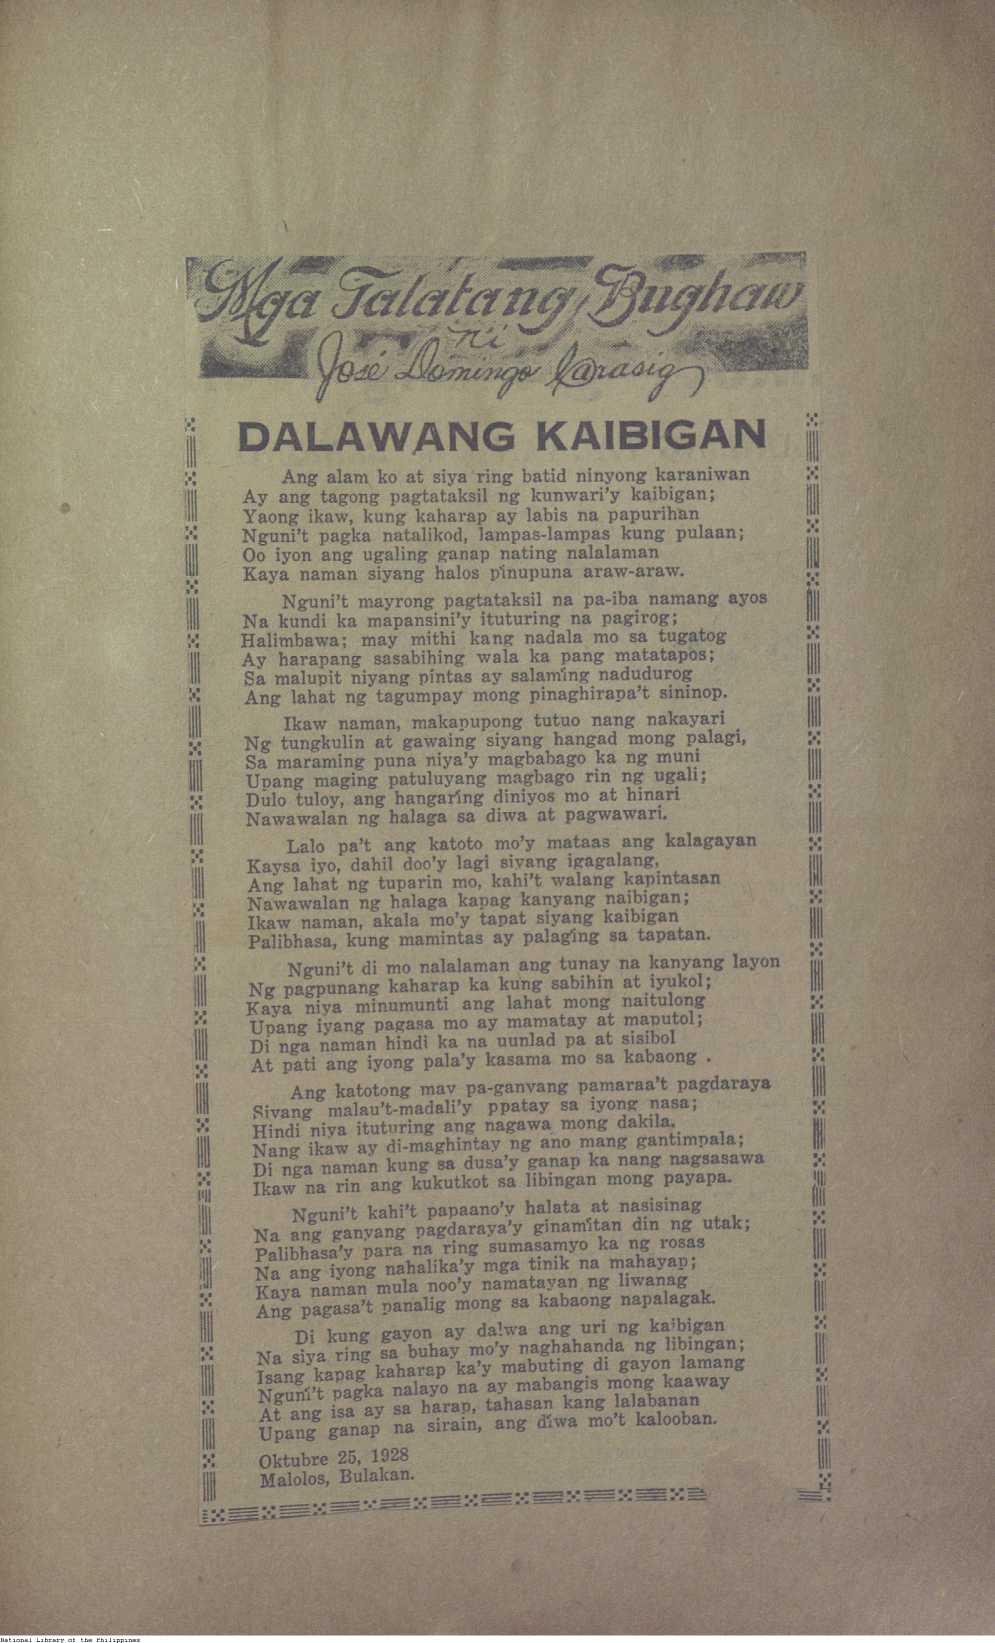 Mga Talatang Bughaw
ni
José Domingo Karasig
DALAWANG KAIBIGAN
Ang alam ko at siya ring batid ninyong karaniwan
Ay ang tagong pagtataksil ng kunwari'y kaibigan;
Yaong ikaw, kung kaharap ay labis na papurihan
Nguni't pagka natalikod, lampas-lampas kung pulaan;
Oo iyon ang ugaling ganap nating nalalaman
Kaya naman siyang halos pinupuna araw-araw.
Nguni't mayrong pagtataksil na pa-iba namang ayos
Na kundi ka mapansini'y ituturing na pagirog;
Halimbawa; may mithi kang nadala mo sa tugatog
Ay harapang sasabihing wala ka pang matatapos;
Sa malupit niyang pintas ay salaming nadudurog
Ang lahat ng tagumpay mong pinaghirapa't sininop.
Ikaw naman, makapupong tutuo nang nakayari
Ng tungkulin at gawaing siyang hangad mong palagi,
Sa maraming puna niya'y magbabago ka ng muni
Upang maging patuluyang magbago rin ng ugali;
Dulo tuloy, ang hangaring diniyos mo at hinari
Nawawalan ng halaga sa diwa at pagwawari.
Lalo pa't ang katoto mo'y mataas ang kalagayan
Kaysa iyo, dahil doo'y lagi siyang igagalang,
Ang lahat ng tuparin mo, kahi't walang kapintasan
Nawawalan ng halaga kapag kanyang naibigan;
Ikaw naman, akala mo'y tapat siyang kaibigan
Palibhasa, kung mamintas ay palaging sa tapatan.
Nguni't di mo nalalaman ang tunay na kanyang layon
Ng pagpunang kaharap ka kung sabihin at iyukol;
Kaya niya minumunti ang lahat mong naitulong
Upang iyang pagasa mo ay mamatay at maputol;
Di nga naman hindi ka na uunlad pa at sisibol
At pati ang iyong pala'y kasama mo sa kabaong .
Ang katotong may pa-ganyang pamaraa't pagdaraya
Siyang malau't-madali'y ppatay sa iyong nasa;
Hindi niya ituturing ang nagawa mong dakila,
Nang ikaw ay di-maghintay ng ano mang gantimpala;
Di nga naman kung sa dusa'y ganap ka nang nagsasawa
Ikaw na rin ang kukutkot sa libingan mong payapa.
Nguni't kahi't papaano'y halata at nasisinag
Na ang ganyang pagdaraya'y ginamitan din ng utak;
Palibhasa'y para na ring sumasamyo ka ng rosas
Na ang iyong nahalika'y mga tinik na mahayap;
Kaya naman mula noo'y namatayan ng liwanag
Ang pagasa't panalig mong sa kabaong napalagak.
Di kung gayon ay dalwa ang uri ng kaibigan
Na siya ring sa buhay mo'y naghahanda ng libingan;
Isang kapag kaharap ka'y mabuting di gayon lamang
Nguni't pagka nalayo na ay mabangis mong kaaway
At ang isa ay sa harap, tahasan kang lalabanan
Upang ganap na sirain, ang diwa mo't kalooban.
Oktubre 25, 1928
Malolos, Bulakan.
National Library of the Philippines